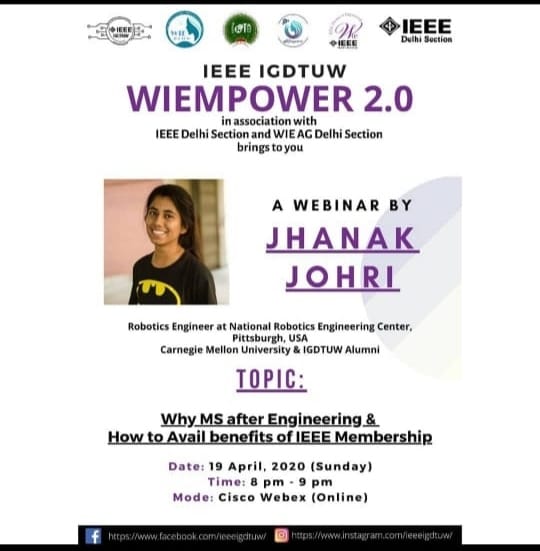 IEEE
WIE
IEEE
IEEE
Delhi Section
IEEE IGDTUW
WIEMPOWER 2.0
in association with
IEEE Delhi Section and WIE AG Delhi Section
brings to you
A WEBINAR BY
JHANAK
JOHRI
Robotics Engineer at National Robotics Engineering Center,
Pittsburgh, USA
Carnegie Mellon University & IGDTUW Alumni
TOPIC:
Why MS after Engineering &
How to Avail benefits of IEEE Membership
Date: 19 April, 2020 (Sunday)
Time: 8 pm - 9 pm
Mode: Cisco Webex (Online)
https://www.facebook.com/ieeeigdtuw/ https://www.instagram.com/ieeeigdtuw/